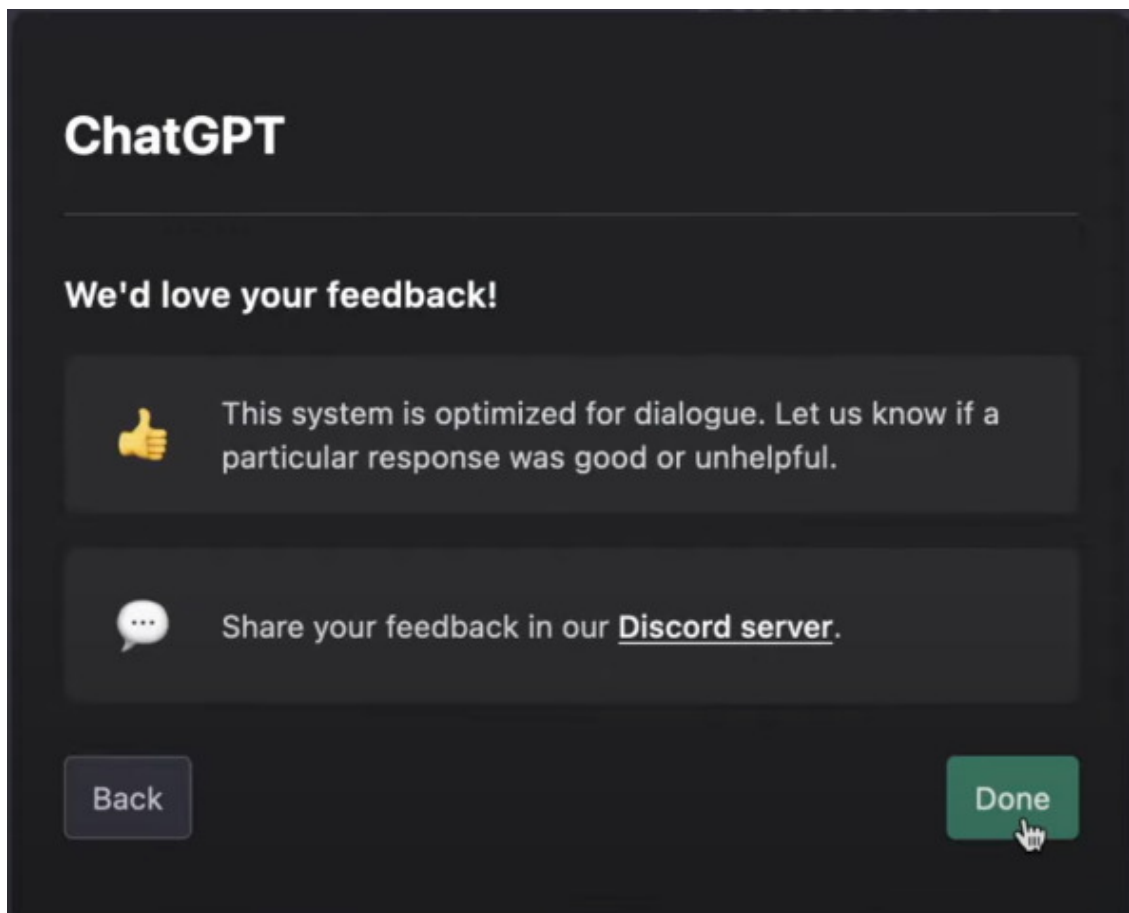 ChatGPT
We'd love your feedback!
This system is optimized for dialogue. Let us know if a
particular response was good or unhelpful.
Share your feedback in our Discord server.
Back
Done